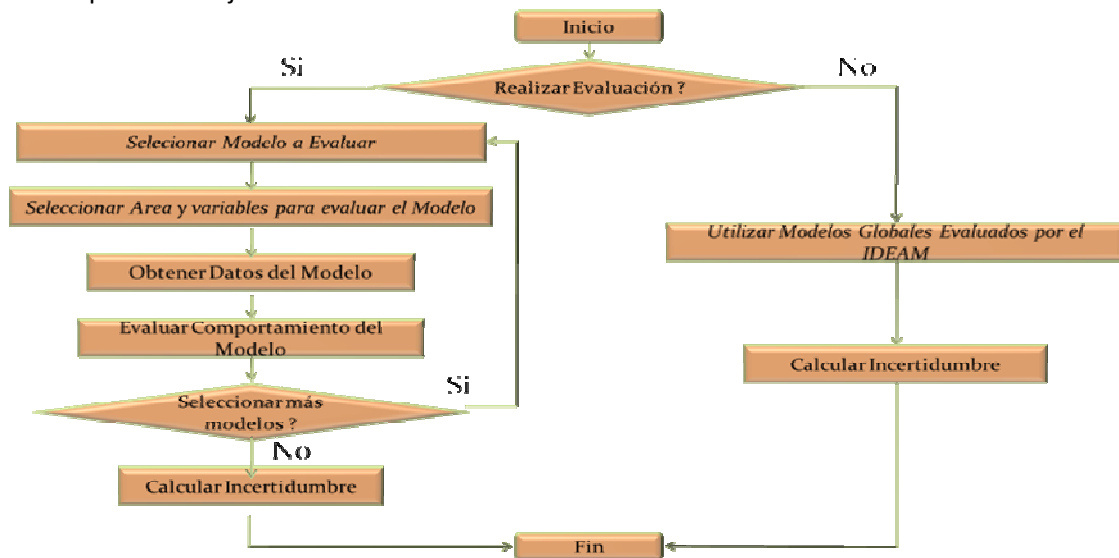 Inicio
Si
No
Realizar Evaluación ?
Selecionar Modelo a Evaluar
Seleccionar Area y variables para evaluar el Modelo
Utilizar Modelos Globales Evaluados por el
IDEAM
Obtener Datos del Modelo
Evaluar Comportamiento del
Modelo
Calcular Incertidumbre
Si
Seleccionar más
modelos ?
No
Calcular Incertidumbre
Fin